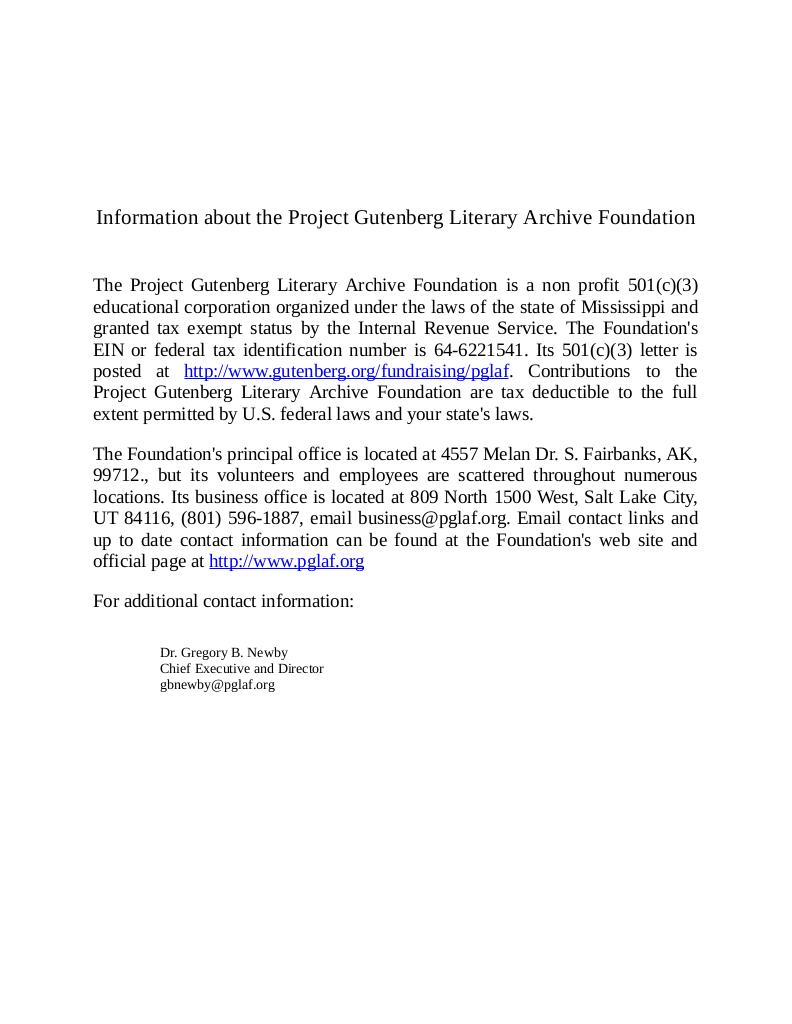 Information about the Project Gutenberg Literary Archive Foundation
The Project Gutenberg Literary Archive Foundation is a non profit 501(c)(3)
educational corporation organized under the laws of the state of Mississippi and
granted tax exempt status by the Internal Revenue Service. The Foundation's
EIN or federal tax identification number is 64-6221541. Its 501(c)(3) letter is
posted at http://www.gutenberg.org/fundraising/pglaf. Contributions to the
Project Gutenberg Literary Archive Foundation are tax deductible to the full
extent permitted by U.S. federal laws and your state's laws.
The Foundation's principal office is located at 4557 Melan Dr. S. Fairbanks, AK,
99712., but its volunteers and employees are scattered throughout numerous
locations. Its business office is located at 809 North 1500 West, Salt Lake City,
UT 84116, (801) 596-1887, email business@pglaf.org. Email contact links and
up to date contact information can be found at the Foundation's web site and
official page at http://www.pglaf.org
For additional contact information:
Dr. Gregory B. Newby
Chief Executive and Director
gbnewby@pglaf.org